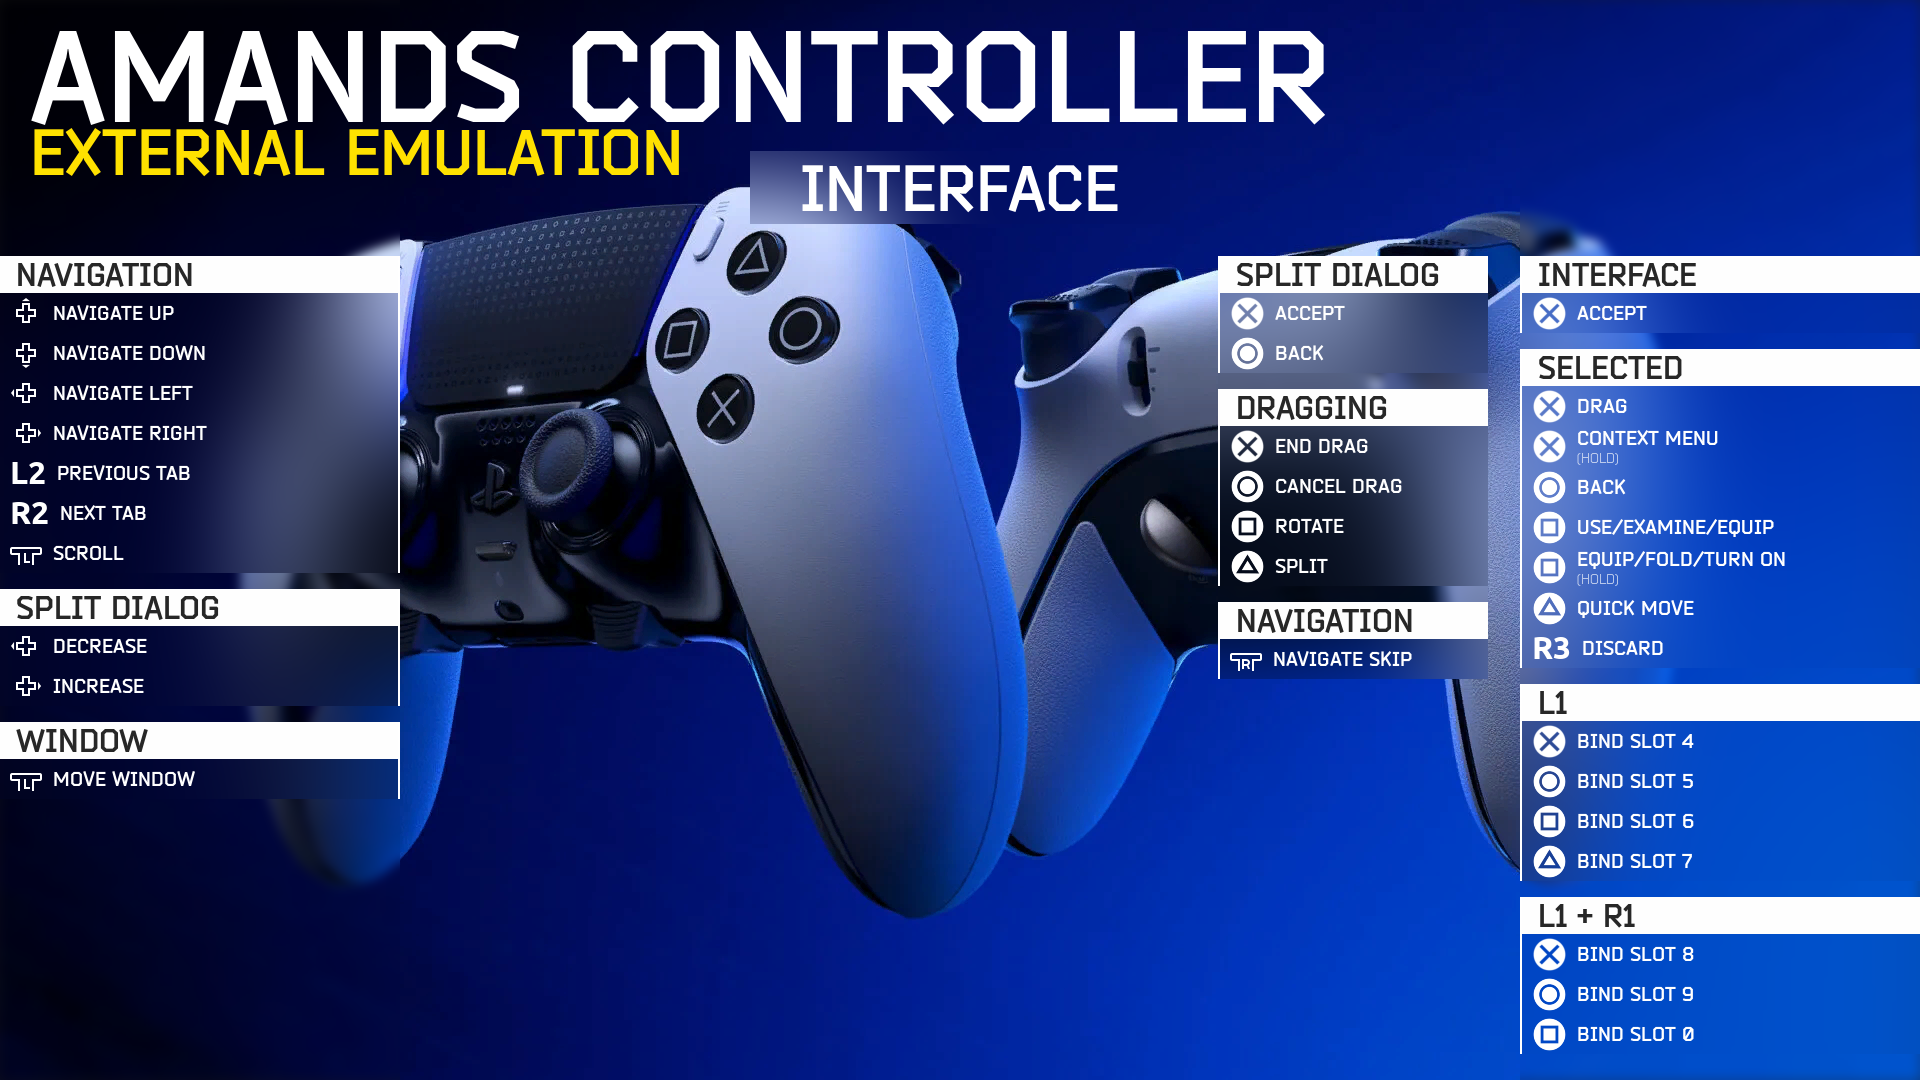 AMANDS CONTROLLER
EXTERNAL EMULATION
INTERFACE
NAVIGATION
NAVIGATE UP
NAVIGATE DOWN
NAVIGATE LEFT
NAVIGATE RIGHT
L2 PREVIOUS TAB
R2 NEXT TAB
L SCROLL
SPLIT DIALOG
DECREASE
INCREASE
WINDOW
L MOVE WINDOW
SPLIT DIALOG
ACCEPT
BACK
DRAGGING
END DRAG
CANCEL DRAG
ROTATE
SPLIT
NAVIGATION
R NAVIGATE SKIP
INTERFACE
ACCEPT
SELECTED
DRAG
CONTEXT MENU
(HOLD)
BACK
USE/EXAMINE/EQUIP
EQUIP/FOLD/TURN ON
(HOLD)
QUICK MOVE
R3 DISCARD
L1
BIND SLOT 4
BIND SLOT 5
BIND SLOT 6
BIND SLOT 7
L1 + R1
BIND SLOT 8
BIND SLOT 9
BIND SLOT 0